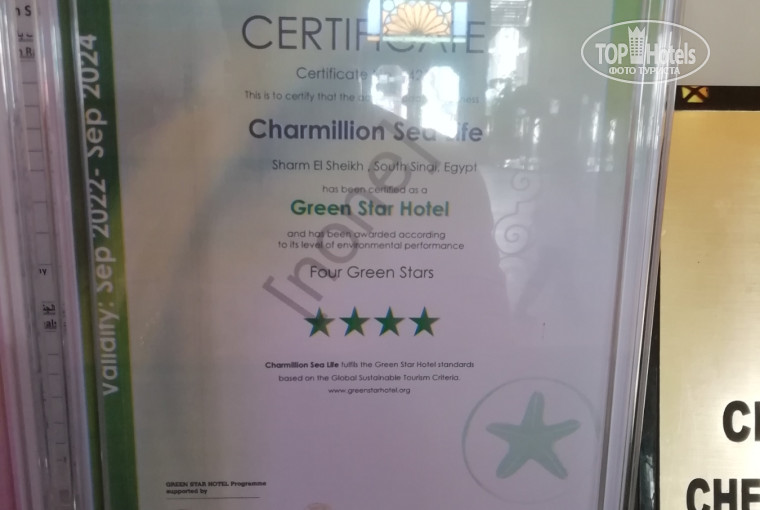 CERTIFICATE
Certificate
This is to certify that the
Charmillion Sea Life
Sharm El Sheikh , South Sinai, Egypt
has been certified as a
Green Star Hotel
and has been awarded according
to its level of environmental performance
Four Green Stars
Charmillion Sea Life fulfills the Green Star Hotel standards
based on the Global Sustainable Tourism Criteria.
www.greenstarhotel.org
GREEN STAR HOTEL Programme
supported by
Validity: Sep 2022- Sep 2024
TOP Hotels
ФОТО ТУРИСТА
CHE